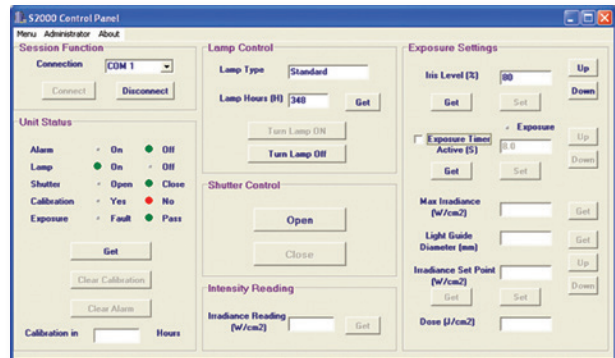 S2000 Control Panel
Menu Administrator About
Session Function
Connection COM 1
Connect Disconnect
Unit Status
Alarm On Off
Lamp On Off
Shutter Open Close
Calibration Yes No
Exposure Fault Pass
Get
Clear Calibration
Clear Alarm
Calibration in Hours
Lamp Control
Lamp Type Standard
Lamp Hours (H) 340 Get
Turn Lamp ON
Turn Lamp Off
Shutter Control
Open
Close
Intensity Reading
Irradiance Reading
(W/cm2) Get
Exposure Settings
Iris Level (%) 80 Up
Down
Get Set
Exposure
Exposure Timer
Active (S) 8.0 Up
Down
Get Set
Max Irradiance
(W/cm2) Get
Light Guide
Diameter (mm) Get
Irradiance Set Point
(W/cm2) Up
Down
Get Set
Dose (J/cm2)